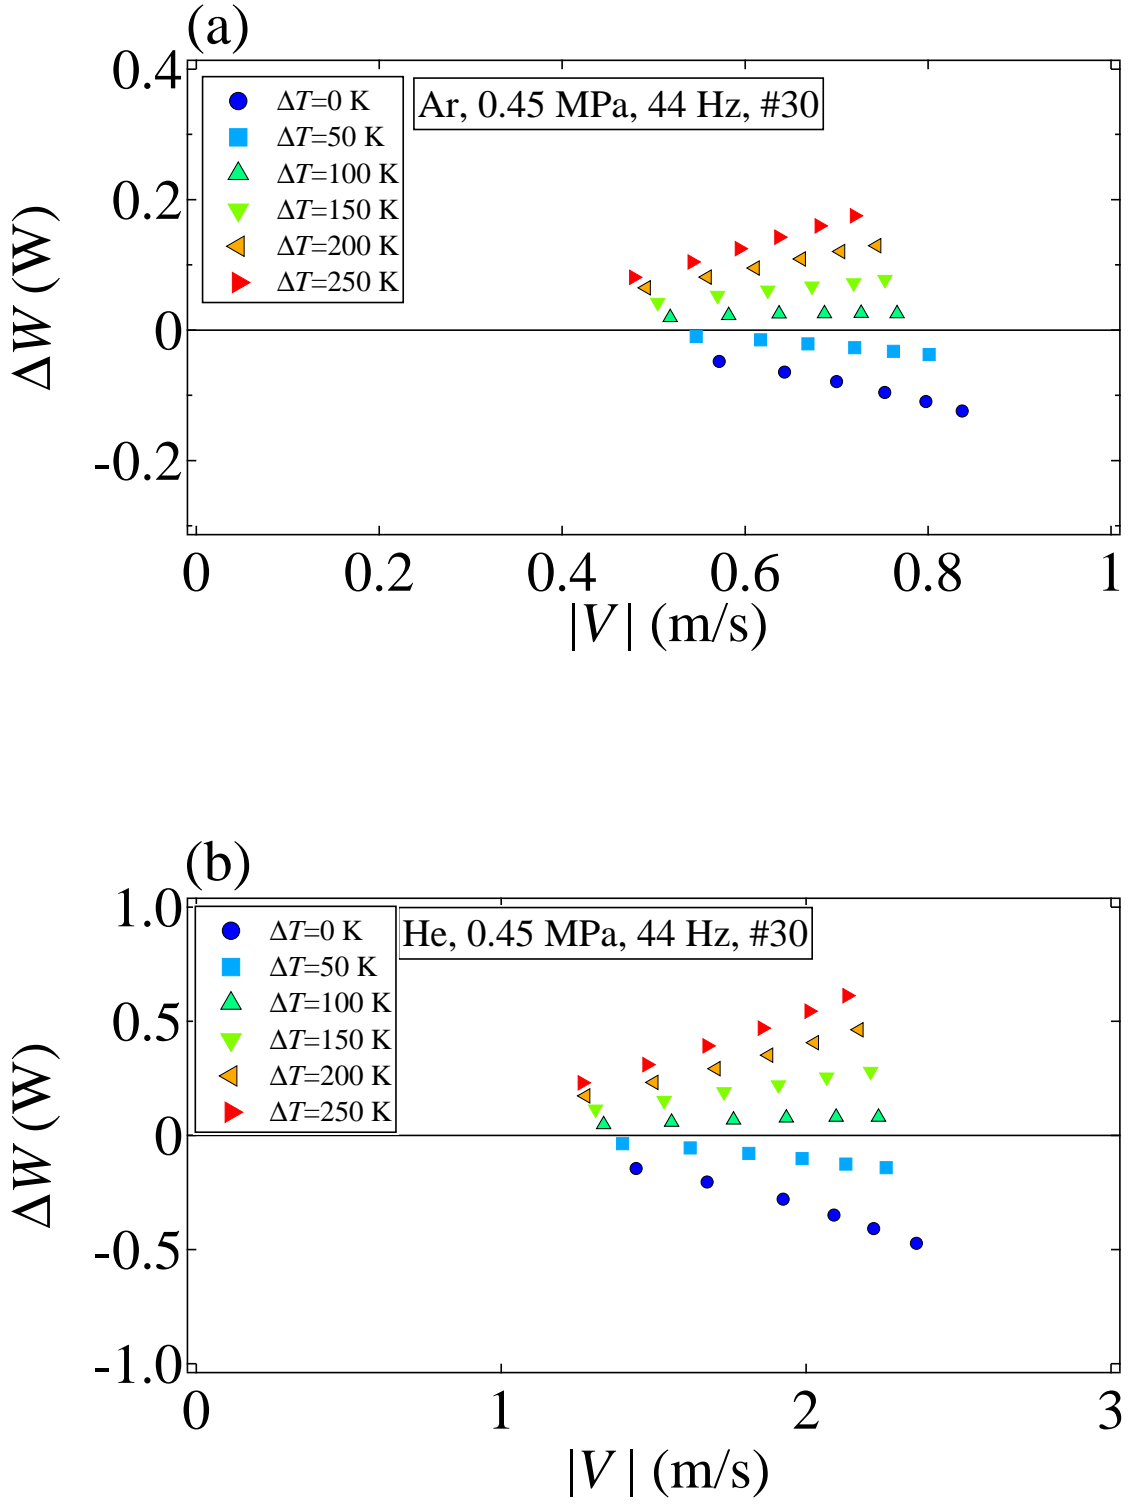 (a)
0.4
0.2
0
-0.2
ΔW (W)
ΔT=0 K
ΔT=50 K
ΔT=100 K
ΔT=150 K
ΔT=200 K
ΔT=250 K
Ar, 0.45 MPa, 44 Hz, #30
0 0.2 0.4 0.6 0.8 1
|V| (m/s)
(b)
1.0
0.5
0
-0.5
-1.0
ΔW (W)
ΔT=0 K
ΔT=50 K
ΔT=100 K
ΔT=150 K
ΔT=200 K
ΔT=250 K
He, 0.45 MPa, 44 Hz, #30
0 1 2 3
|V| (m/s)